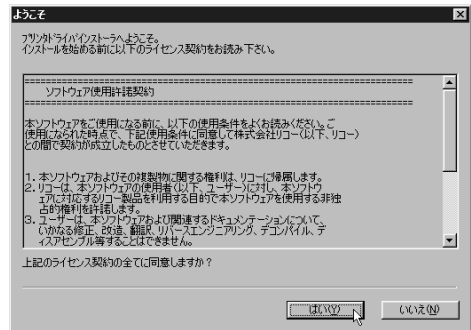 ようこそ
プリンタドライバインストーラへようこそ。
インストールを始める前に以下のライセンス契約をお読み下さい。
============================================================
ソフトウェア使用許諾契約
============================================================
本ソフトウェアをご使用になる前に、以下の使用条件をよくお読みください。ご
使用になられた時点で、下記使用条件に同意して株式会社リコー(以下、リコー)
との間で契約が成立したものとさせていただきます。
1. 本ソフトウェアおよびその複製物に関する権利は、リコーに帰属します。
2. リコーは、本ソフトウェアの使用者(以下、ユーザー)に対し、本ソフトウ
ェアに対応するリコー製品を利用する目的で本ソフトウェアを使用する非独
占的権利を許諾します。
3. ユーザーは、本ソフトウェアおよび関連するドキュメンテーションについて、
いかなる修正、改造、翻訳、リバースエンジニアリング、デコンパイル、デ
ィスアセンブル等することはできません。
上記のライセンス契約の全てに同意しますか?
はい(Y)
いいえ(N)